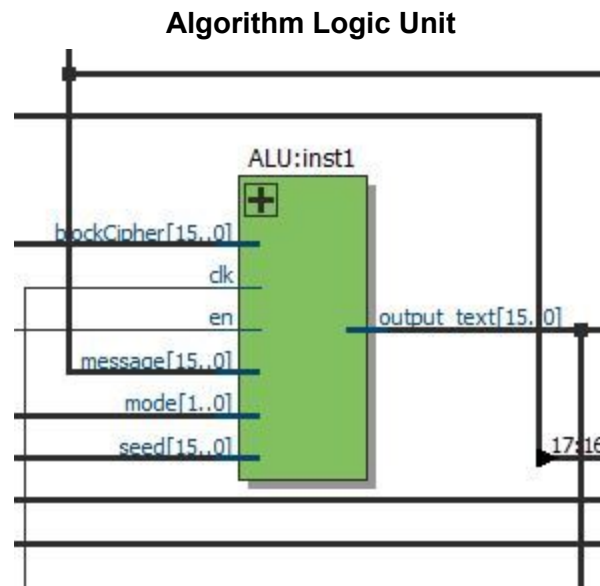 Algorithm Logic Unit
ALU:inst1
blockCipher[15..0]
clk
en
output_text[15..0]
message[15..0]
mode[1..0]
seed[15..0]
17:16